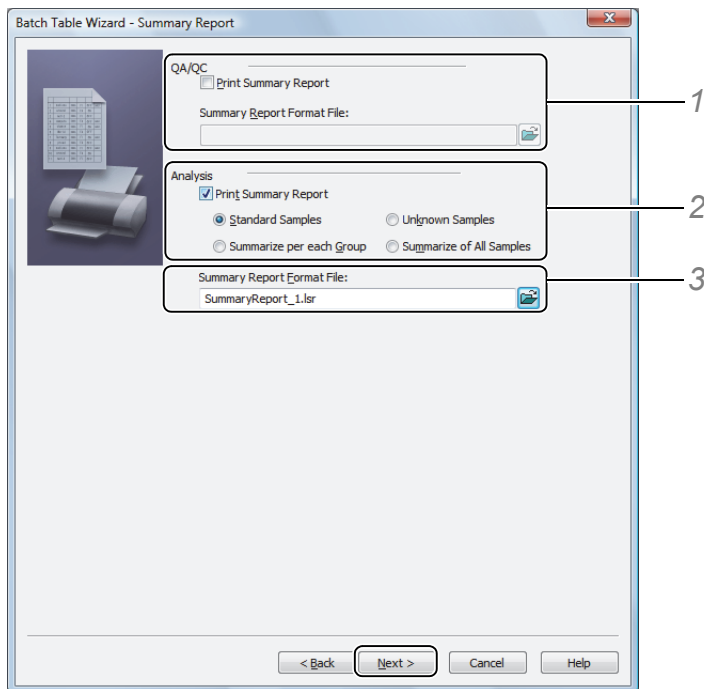 Batch Table Wizard - Summary Report
QA/QC
Print Summary Report
Summary Report Format File:
1
Analysis
Print Summary Report
Standard Samples
Unknown Samples
2
Summarize per each Group
Summarize of All Samples
Summary Report Format File:
3
SummaryReport_1.lsr
< Back
Next >
Cancel
Help